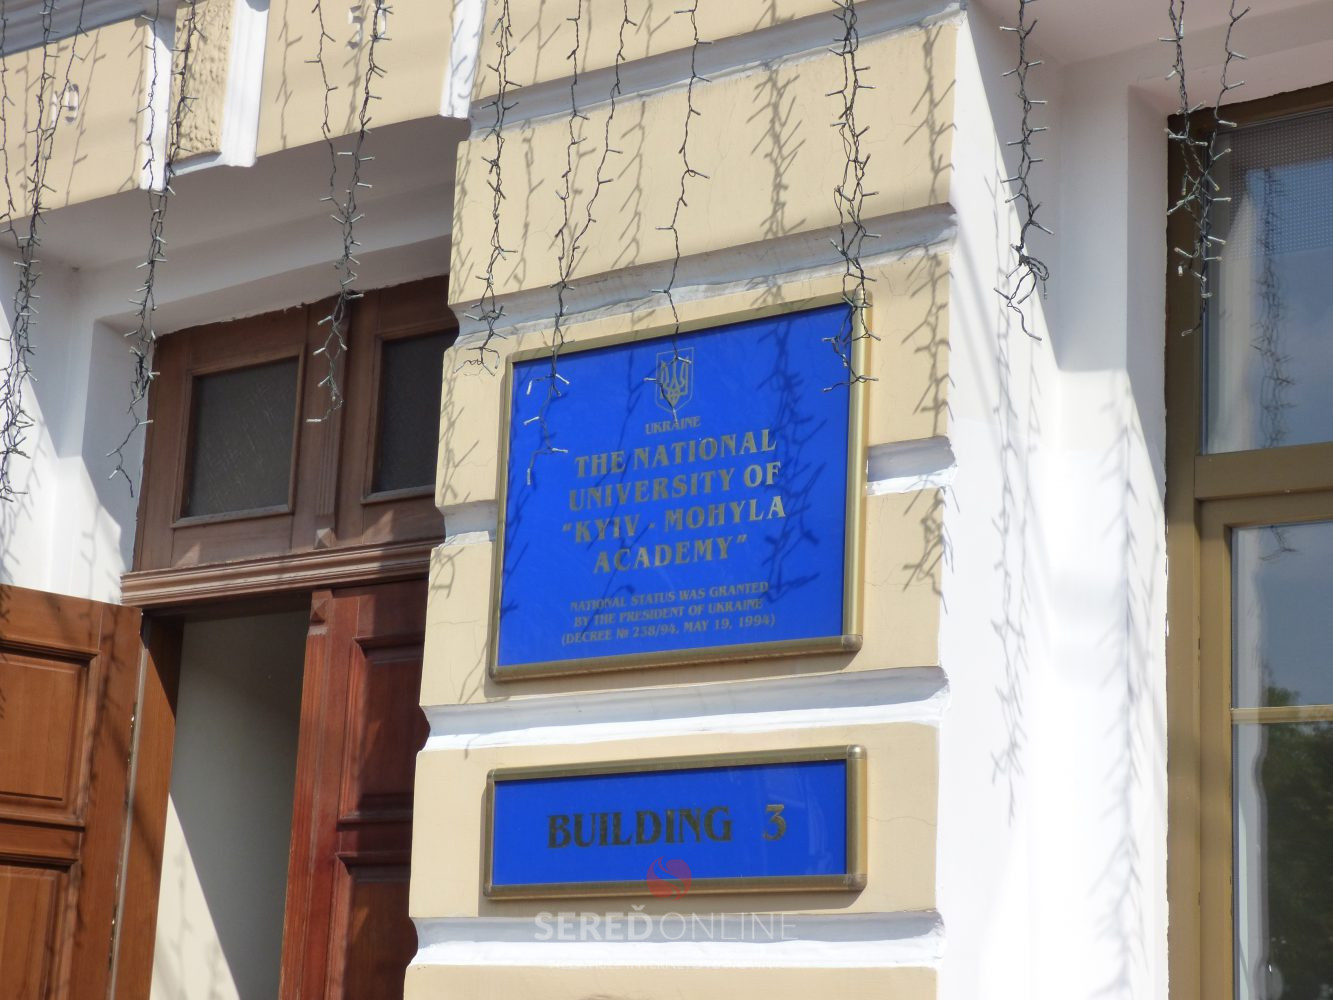 UKRAINE
THE NATIONAL
UNIVERSITY OF
"KYIV - MOHYLA
ACADEMY"
NATIONAL STATUS WAS GRANTED
BY THE PRESIDENT OF UKRAINE
(DECREE № 238/94, MAY 19, 1994)
BUILDING 3
SEREĎONLINE